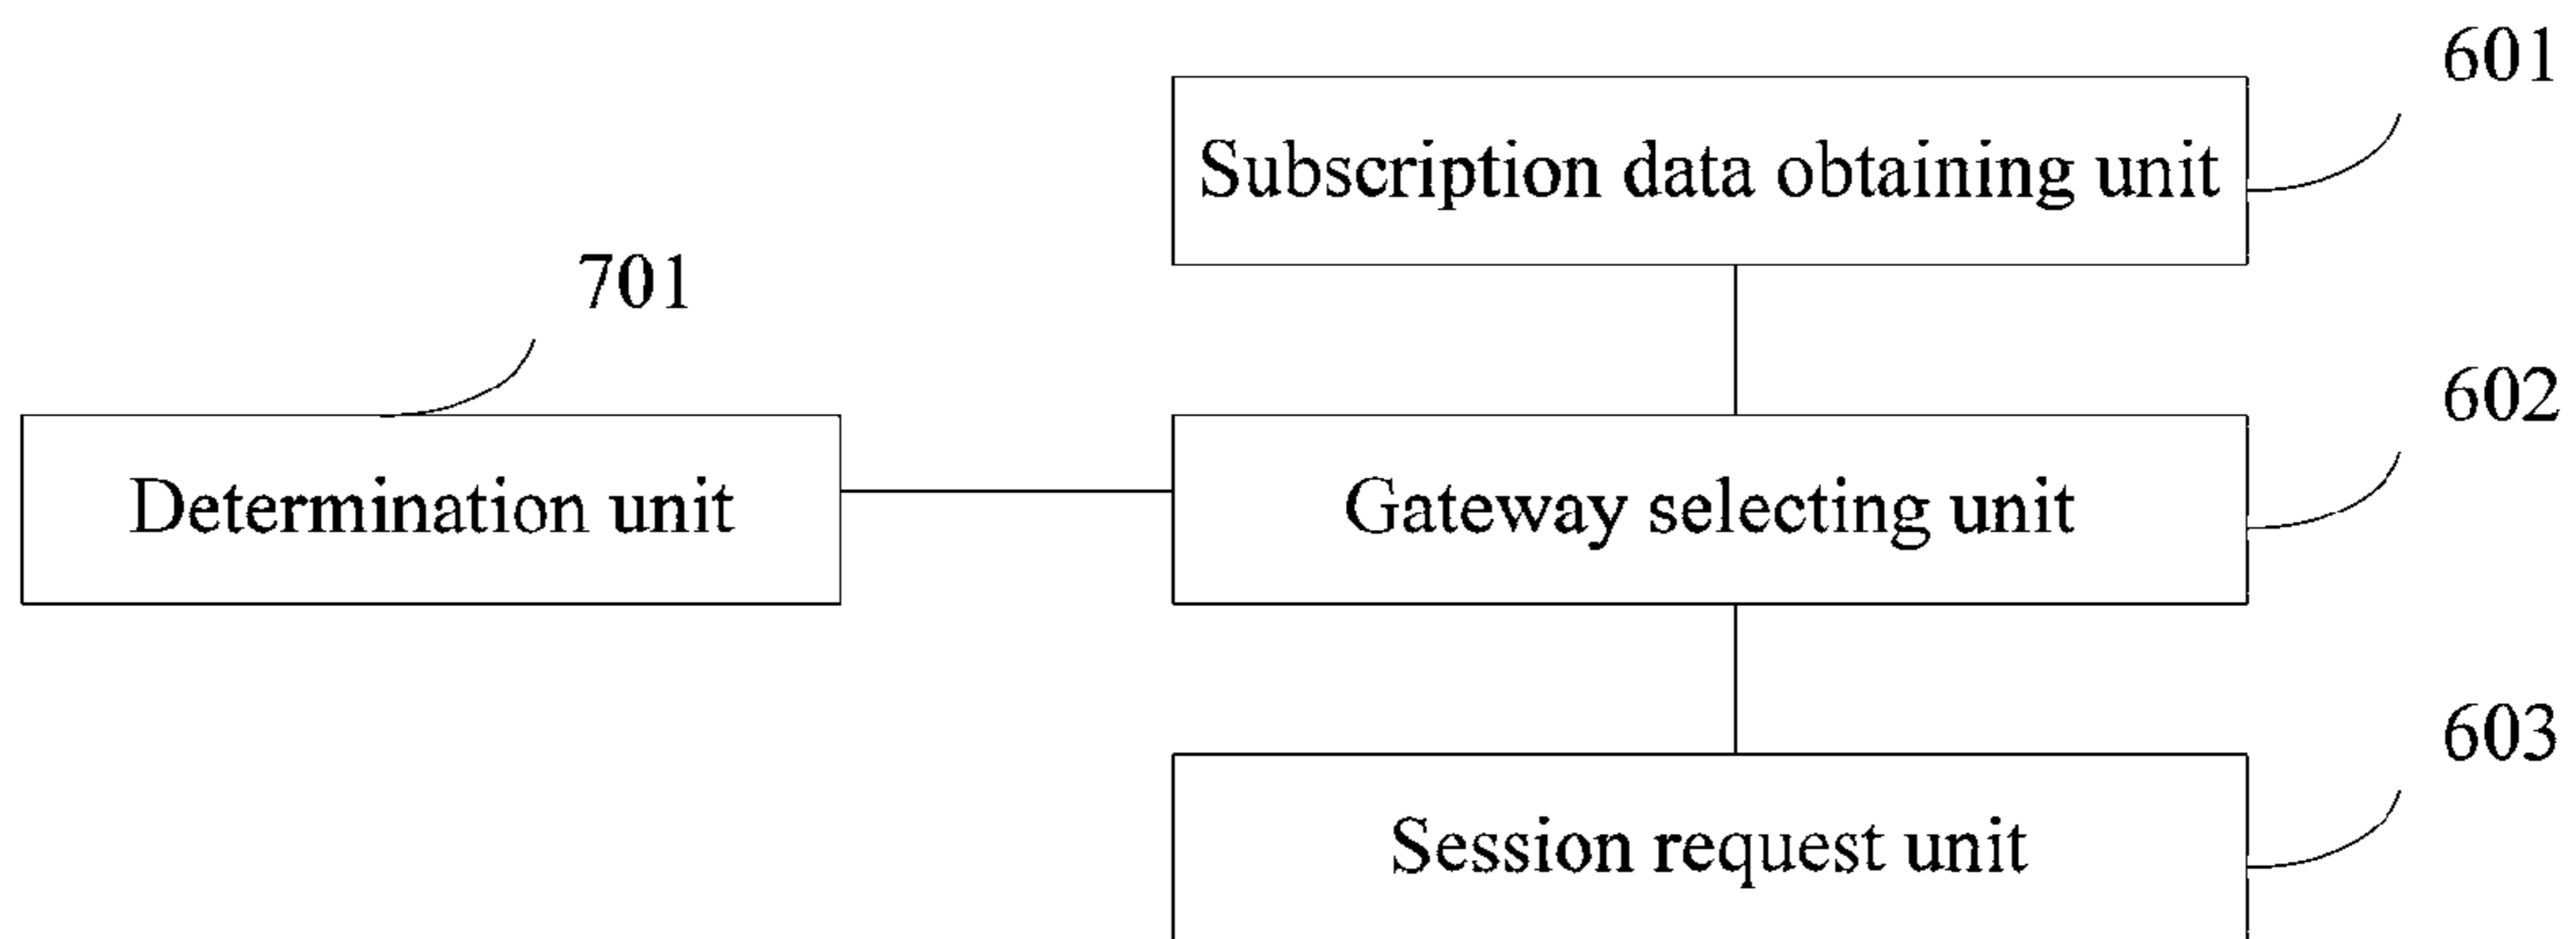 601
Subscription data obtaining unit
701
602
Determination unit
Gateway selecting unit
603
Session request unit